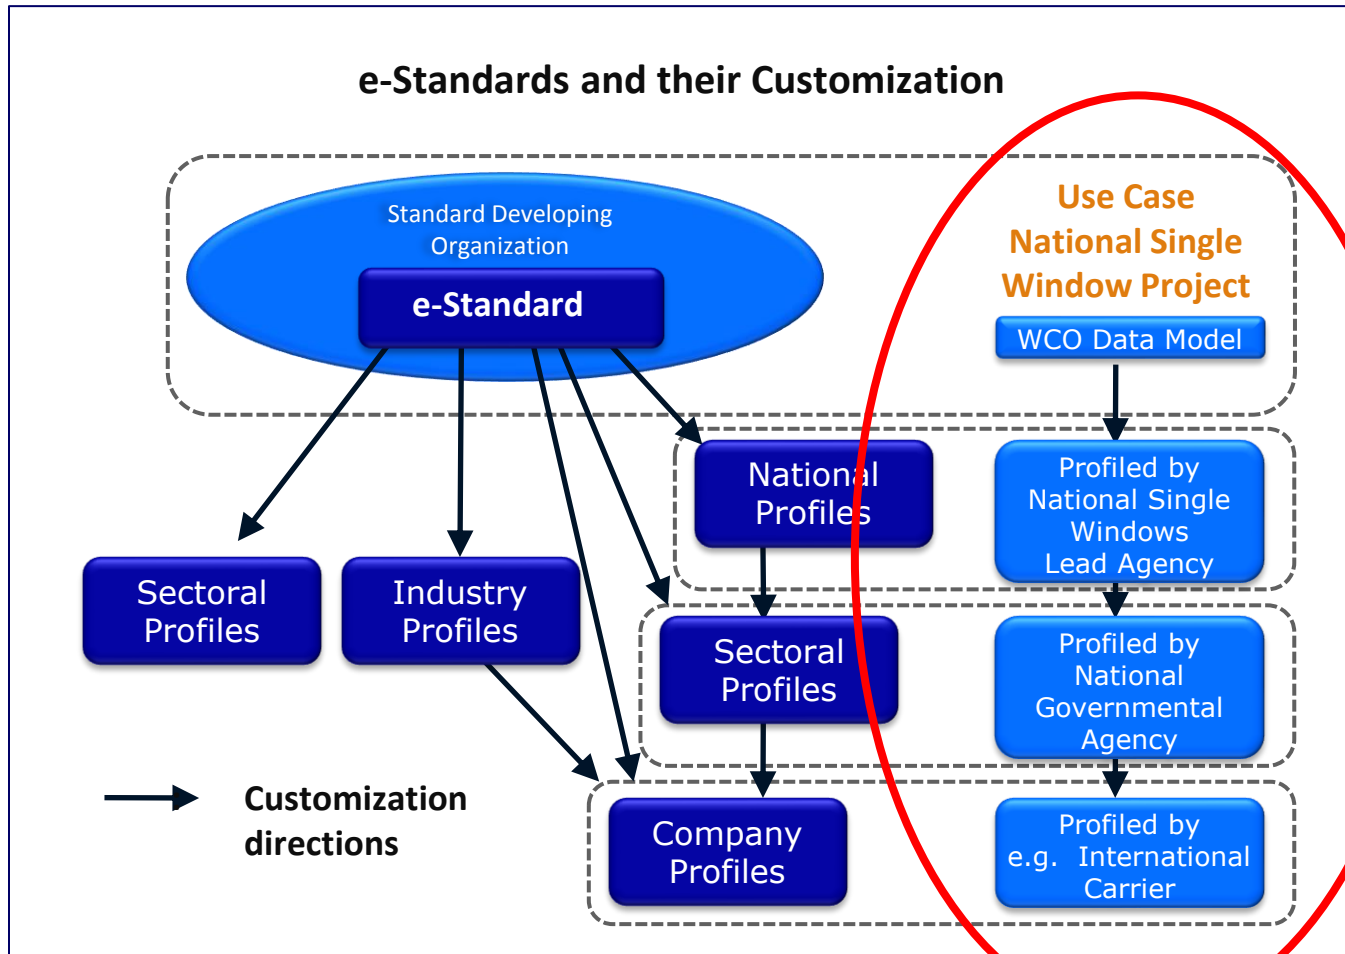 e-Standards and their Customization
Standard Developing
Organization
e-Standard
Use Case
National Single
Window Project
WCO Data Model
National
Profiles
Profiled by
National Single
Windows
Lead Agency
Sectoral
Profiles
Industry
Profiles
Sectoral
Profiles
Profiled by
National
Governmental
Agency
Customization
directions
Company
Profiles
Profiled by
e.g. International
Carrier